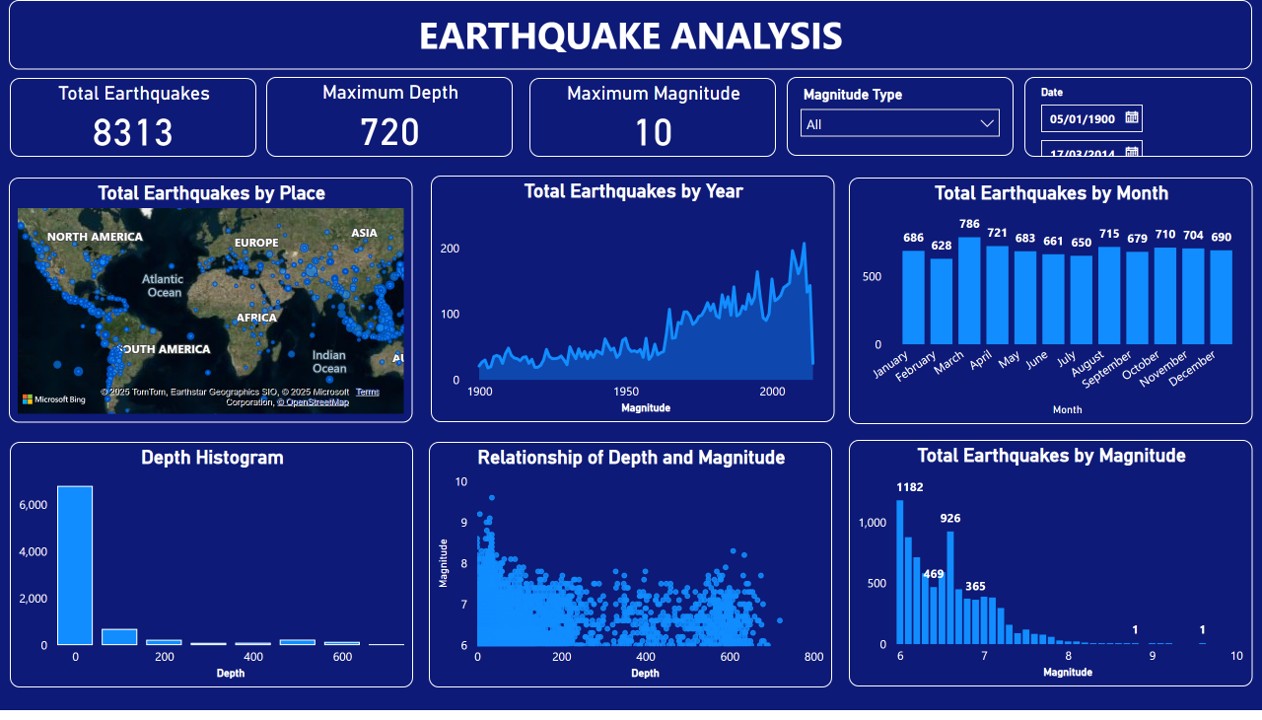 EARTHQUAKE ANALYSIS
Total Earthquakes
8313
Maximum Depth
720
Maximum Magnitude
10
Magnitude Type
All
Date
05/01/1900
17/03/2014
Total Earthquakes by Place
NORTH AMERICA
EUROPE
ASIA
Atlantic
Ocean
AFRICA
SOUTH AMERICA
Indian
Ocean
AU
Microsoft Bing
© 2025 TomTom, Earthstar Geographics SIO, © 2025 Microsoft Corporation, © OpenStreetMap Terms
Total Earthquakes by Year
200
100
0
1900 1950 2000
Magnitude
Total Earthquakes by Month
686 628 786 721 683 661 650 715 679 710 704 690
500
0
January February March April May June July August September October November December
Month
Depth Histogram
6,000
4,000
2,000
0
0 200 400 600
Depth
Relationship of Depth and Magnitude
Magnitude
10
9
8
7
6
0 200 400 600 800
Depth
Total Earthquakes by Magnitude
1182
926
469
365
1 1
1,000
500
0
6 7 8 9 10
Magnitude